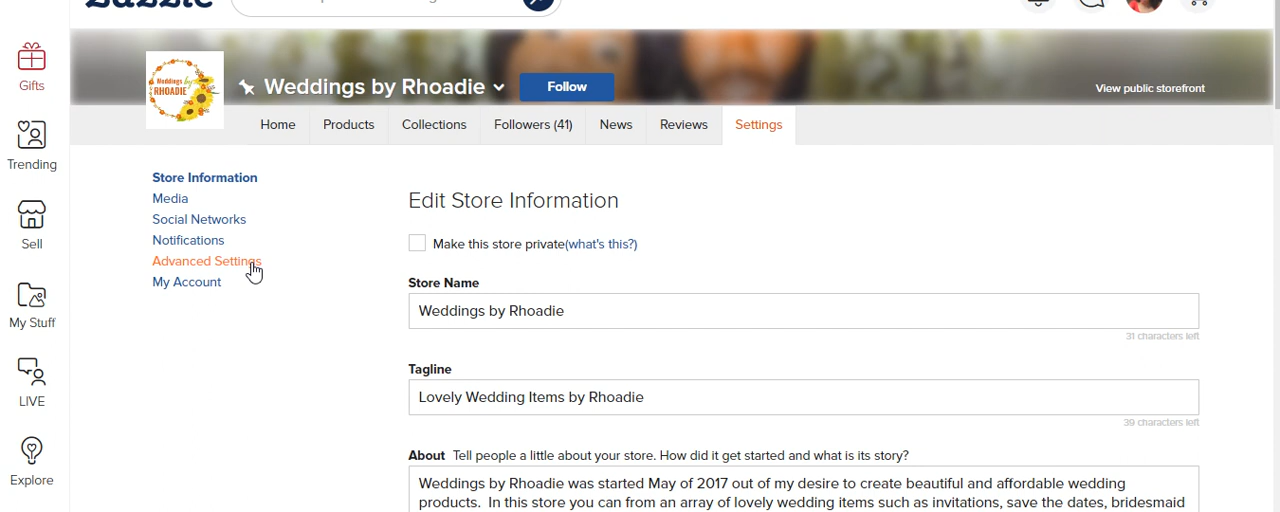 Zazzle
Gifts
Trending
Sell
My Stuff
LIVE
Explore
Weddings by
RHOADIE
Weddings by Rhoadie
Follow
View public storefront
Home
Products
Collections
Followers (41)
News
Reviews
Settings
Store Information
Media
Social Networks
Notifications
Advanced Settings
My Account
Edit Store Information
Make this store private(what's this?)
Store Name
Weddings by Rhoadie
31 characters left
Tagline
Lovely Wedding Items by Rhoadie
39 characters left
About Tell people a little about your store. How did it get started and what is its story?
Weddings by Rhoadie was started May of 2017 out of my desire to create beautiful and affordable wedding
products. In this store you can from an array of lovely wedding items such as invitations, save the dates, bridesmaid